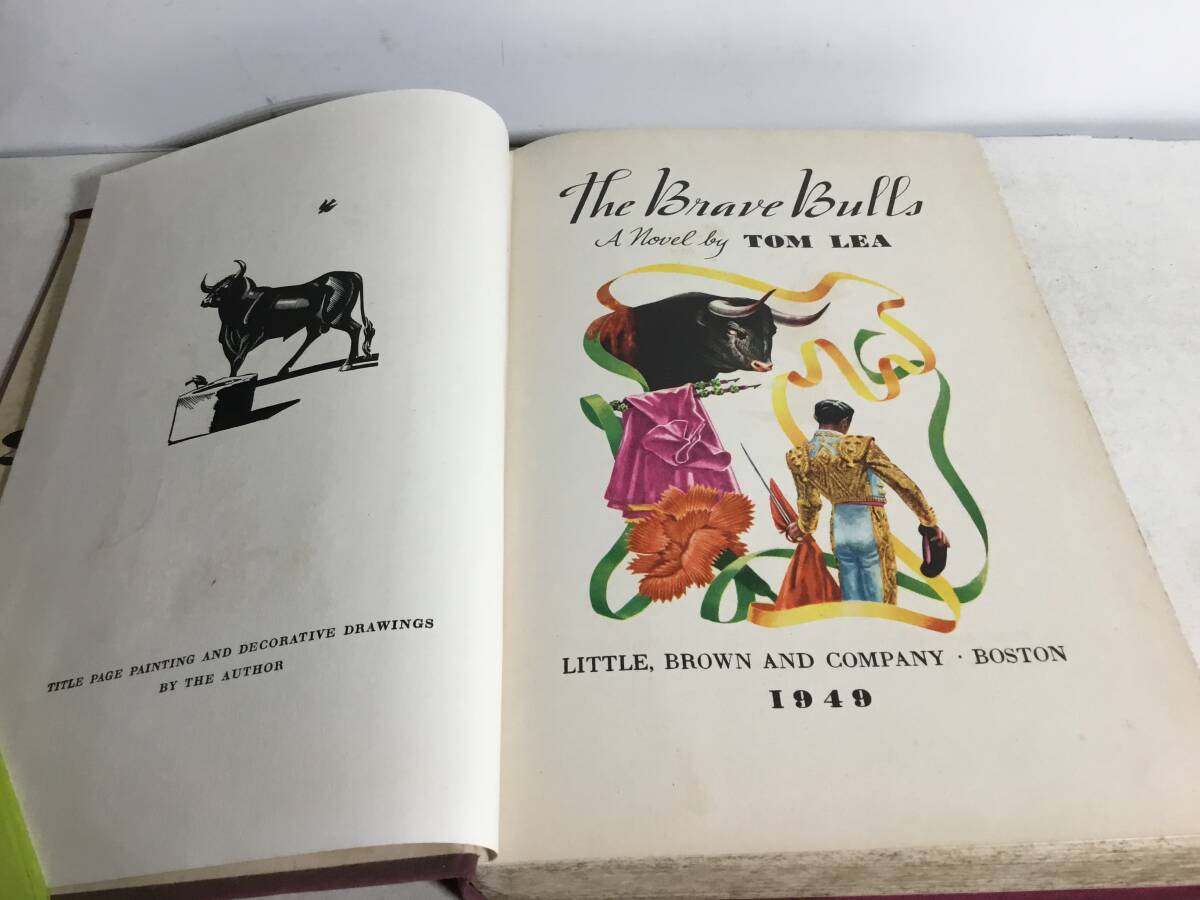 TITLE PAGE PAINTING AND DECORATIVE DRAWINGS
BY THE AUTHOR
The Brave Bulls
A Novel by TOM LEA
LITTLE, BROWN AND COMPANY · BOSTON
1949